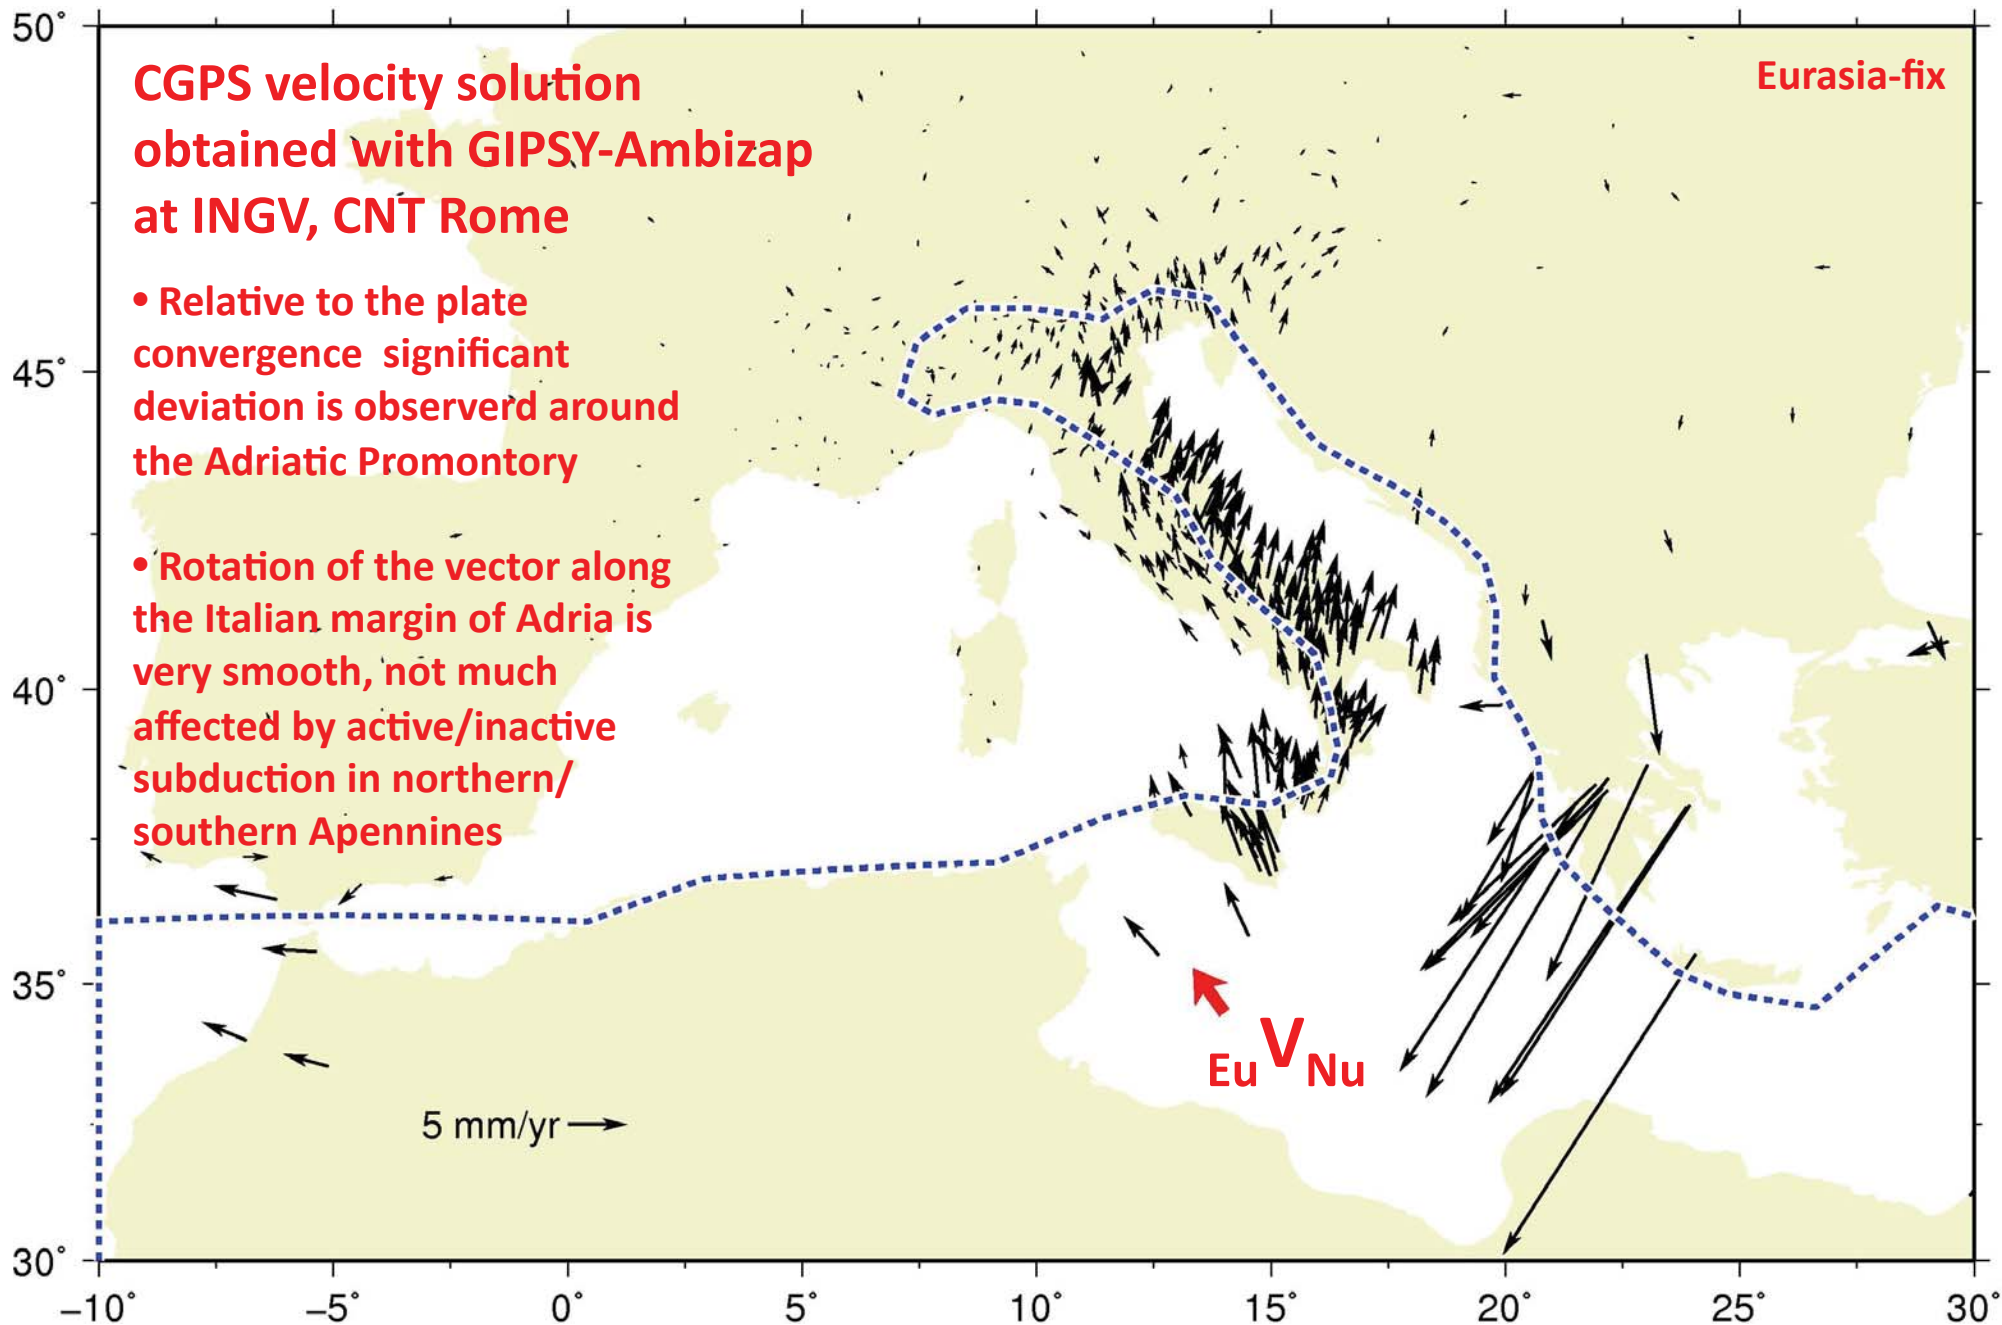 50°
CGPS velocity solution
obtained with GIPSY-Ambizap
at INGV, CNT Rome
Eurasia-fix
• Relative to the plate
convergence significant
deviation is observerd around
the Adriatic Promontory
45°
• Rotation of the vector along
the Italian margin of Adria is
very smooth, not much
affected by active/inactive
subduction in northern/
southern Apennines
40°
35°
Eu V Nu
5 mm/yr
30°
−10° −5° 0° 5° 10° 15° 20° 25° 30°